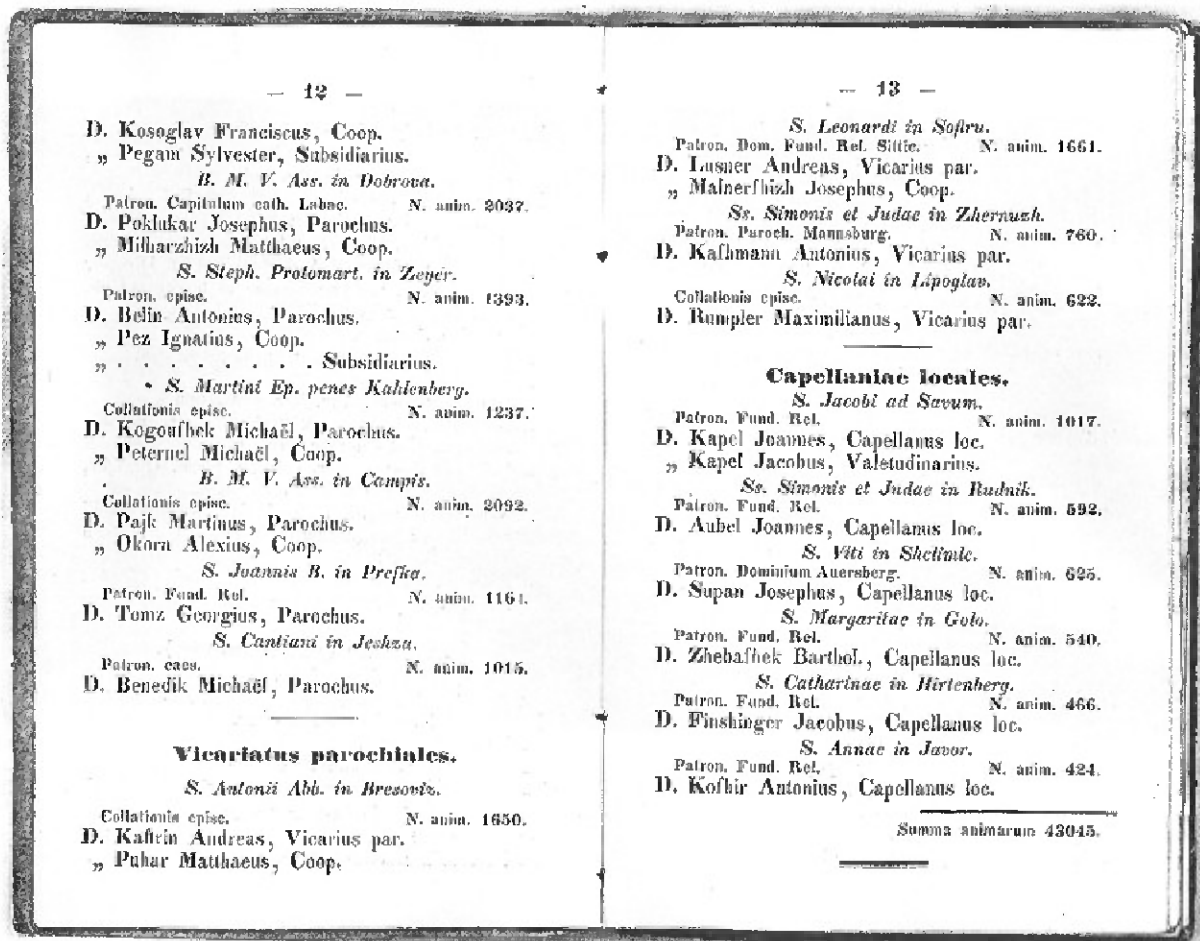 — 12 —
D. Kosoglav Franciscus, Coop.
„ Pegam Sylvester, Subsidiarius.
B. M. V. Ass. in Dobrova.
Patron. Capitulum cath. Labac. N. anim. 2037.
D. Poklukar Josephus, Parochus.
„ Miſharzhizh Matthaeus, Coop.
S. Steph. Protomart. in Zeyer.
Patron. episc. N. anim. 1393.
D. Belin Antonius, Parochus.
„ Pez Ignatius, Coop.
„ . . . . . . . . Subsidiarius.
S. Martini Ep. penes Kahlenberg.
Collationis episc. N. anim. 1237.
D. Kogouſhek Michaël, Parochus.
„ Peternel Michaël, Coop.
B. M. V. Ass. in Campis.
Collationis episc. N. anim. 2092.
D. Pajk Martinus, Parochus.
„ Okorn Alexius, Coop.
S. Joannis B. in Preſka.
Patron. Fund. Rel. N. anim. 1164.
D. Tomz Georgius, Parochus.
S. Cantiani in Jeshza.
Patron. caes. N. anim. 1015.
D. Benedik Michaël, Parochus.
Vicariatus parochiales.
S. Antonii Abb. in Bresoviz.
Collationis episc. N. anim. 1650.
D. Kaſtrin Andreas, Vicarius par.
„ Puhar Matthaeus, Coop.
— 13 —
S. Leonardi in Soſtru.
Patron. Dom. Fund. Rel. Sittic. N. anim. 1661.
D. Lusner Andreas, Vicarius par.
„ Maſnerſhizh Josephus, Coop.
Ss. Simonis et Judae in Zhernuzh.
Patron. Paroch. Mannsburg. N. anim. 760.
D. Kaſhmann Antonius, Vicarius par.
S. Nicolai in Lipoglav.
Collationis episc. N. anim. 622.
D. Rumpler Maximilianus, Vicarius par.
Capellaniae locales.
S. Jacobi ad Savum.
Patron. Fund. Rel. N. anim. 1017.
D. Kapel Joannes, Capellanus loc.
„ Kapel Jacobus, Valetudinarius.
Ss. Simonis et Judae in Rudnik.
Patron. Fund. Rel. N. anim. 592.
D. Aubel Joannes, Capellanus loc.
S. Viti in Shelimle.
Patron. Dominium Auersberg. N. anim. 625.
D. Supan Josephus, Capellanus loc.
S. Margaritae in Golo.
Patron. Fund. Rel. N. anim. 540.
D. Zhebaſhek Barthol., Capellanus loc.
S. Catharinae in Hirtenberg.
Patron. Fund. Rel. N. anim. 466.
D. Finshinger Jacobus, Capellanus loc.
S. Annae in Javor.
Patron. Fund. Rel. N. anim. 424.
D. Koſhir Antonius, Capellanus loc.
Summa animarum 43045.